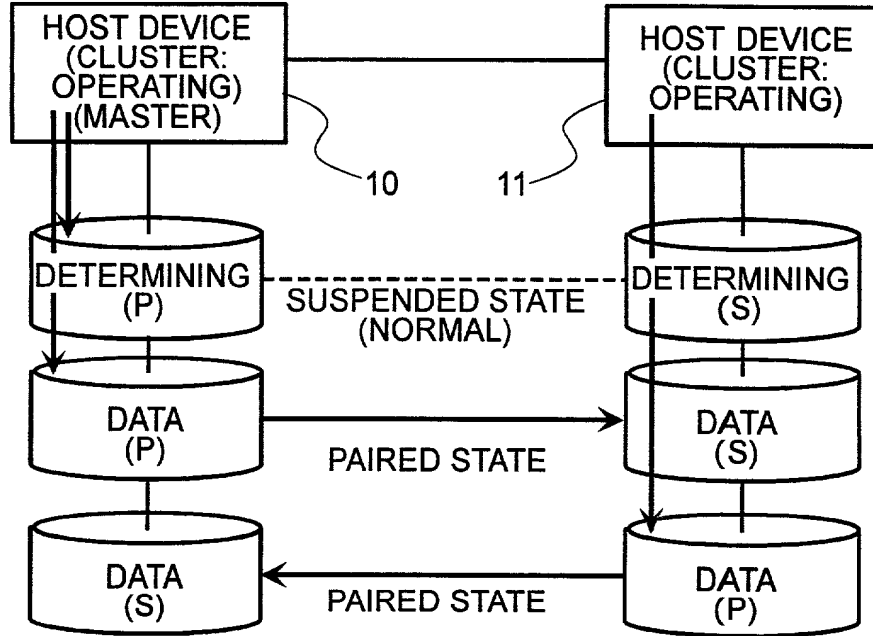 HOST DEVICE
(CLUSTER:
OPERATING)
(MASTER)
HOST DEVICE
(CLUSTER:
OPERATING)
10
11
DETERMINING
(P)
SUSPENDED STATE
(NORMAL)
DETERMINING
(S)
DATA
(P)
PAIRED STATE
DATA
(S)
DATA
(S)
PAIRED STATE
DATA
(P)